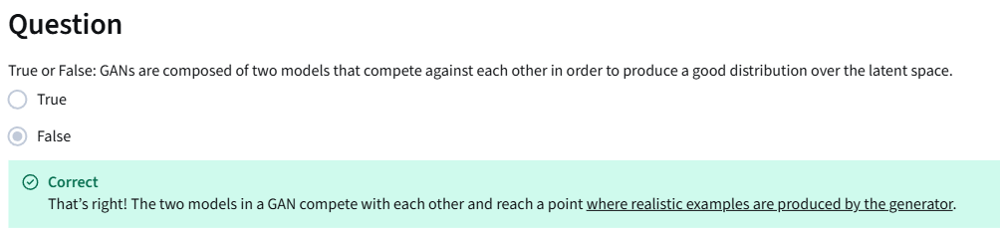 Question
True or False: GANs are composed of two models that compete against each other in order to produce a good distribution over the latent space.
True
False
Correct
That’s right! The two models in a GAN compete with each other and reach a point where realistic examples are produced by the generator.